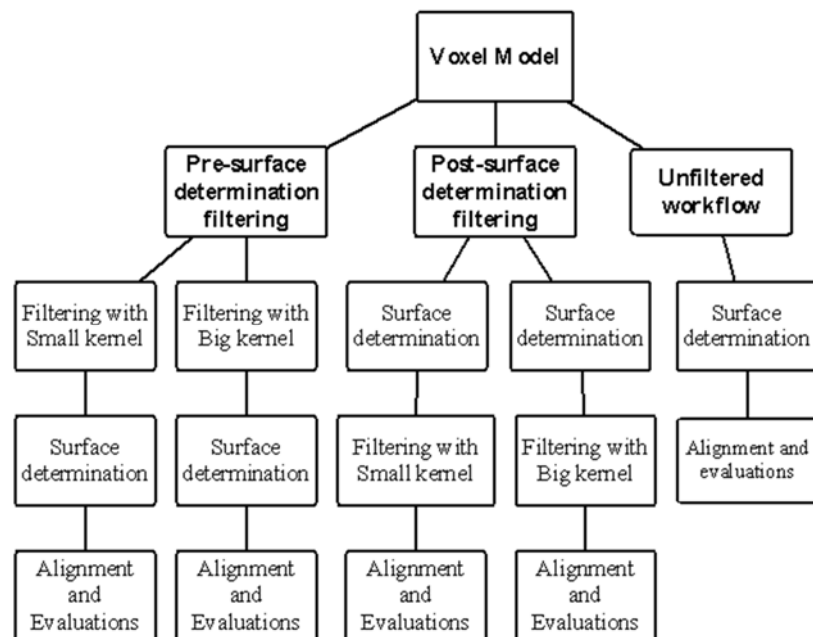 Voxel Model
Pre-surface
determination
filtering
Post-surface
determination
filtering
Unfiltered
workflow
Filtering with
Small kernel
Filtering with
Big kernel
Surface
determination
Surface
determination
Surface
determination
Surface
determination
Surface
determination
Filtering with
Small kernel
Filtering with
Big kernel
Alignment and
evaluations
Alignment
and
Evaluations
Alignment
and
Evaluations
Alignment
and
Evaluations
Alignment
and
Evaluations